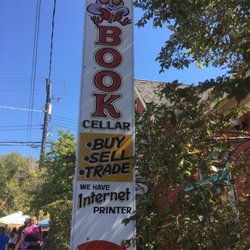 BOOK
CELLAR
•BUY
•SELL
•TRADE
WE HAVE
Internet
PRINTER